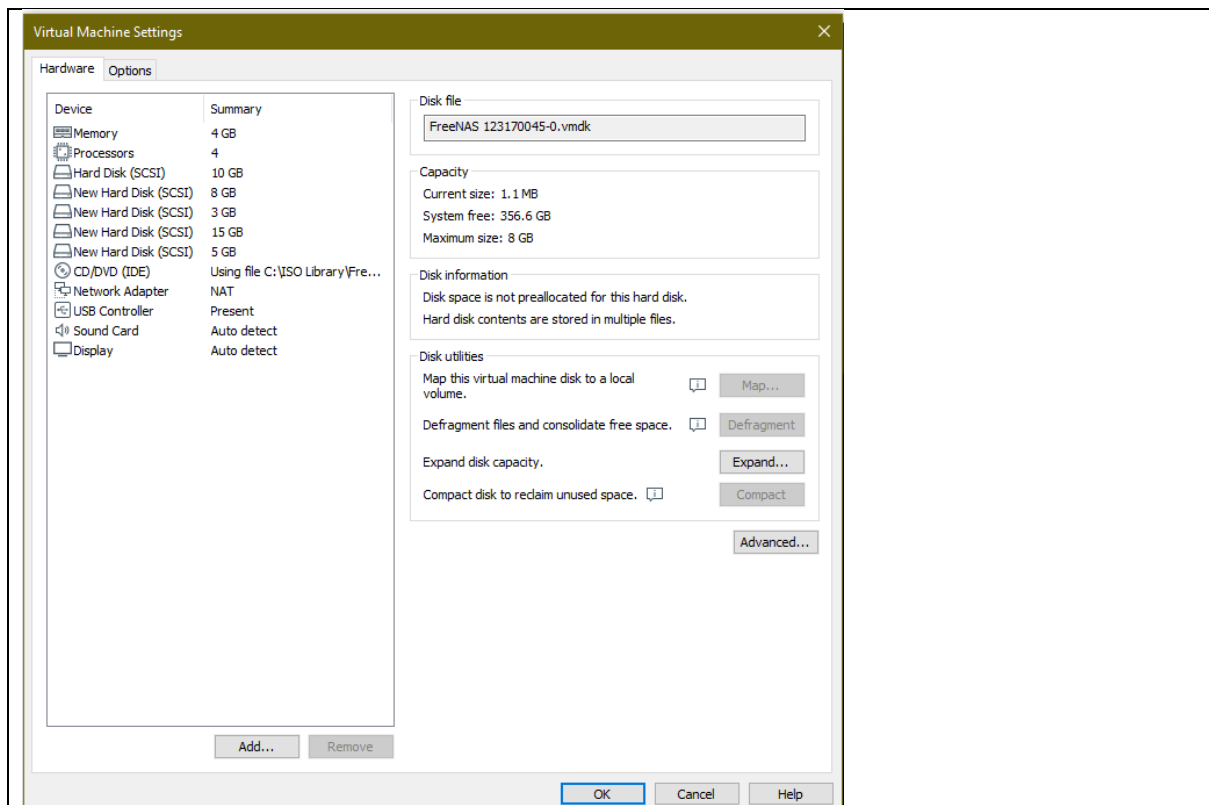 Virtual Machine Settings
Hardware Options
Device Summary
Memory 4 GB
Processors 4
Hard Disk (SCSI) 10 GB
New Hard Disk (SCSI) 8 GB
New Hard Disk (SCSI) 3 GB
New Hard Disk (SCSI) 15 GB
New Hard Disk (SCSI) 5 GB
CD/DVD (IDE) Using file C:\ISO Library\Fre...
Network Adapter NAT
USB Controller Present
Sound Card Auto detect
Display Auto detect
Add... Remove
Disk file
FreeNAS 123170045-0.vmdk
Capacity
Current size: 1.1 MB
System free: 356.6 GB
Maximum size: 8 GB
Disk information
Disk space is not preallocated for this hard disk.
Hard disk contents are stored in multiple files.
Disk utilities
Map this virtual machine disk to a local
volume.
Map...
Defragment files and consolidate free space. Defragment
Expand disk capacity. Expand...
Compact disk to reclaim unused space. Compact
Advanced...
OK Cancel Help